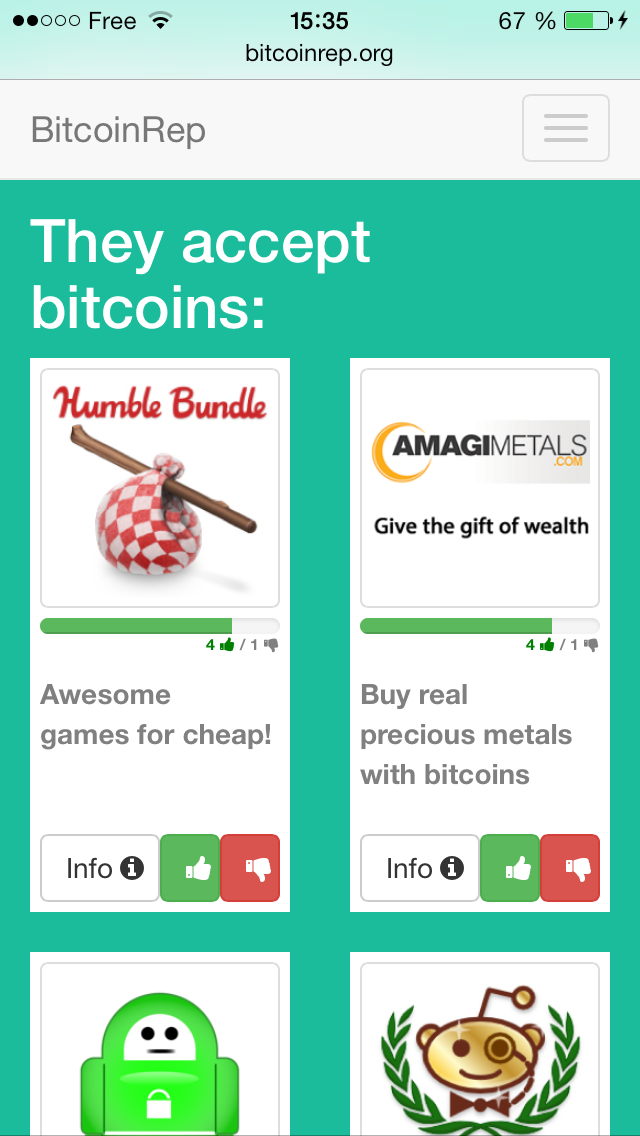 Free 15:35 67 %
bitcoinrep.org
BitcoinRep
They accept
bitcoins:
Humble Bundle
AMAGIMETALS
.COM
Give the gift of wealth
4 / 1
4 / 1
Awesome
games for cheap!
Buy real
precious metals
with bitcoins
Info
Info